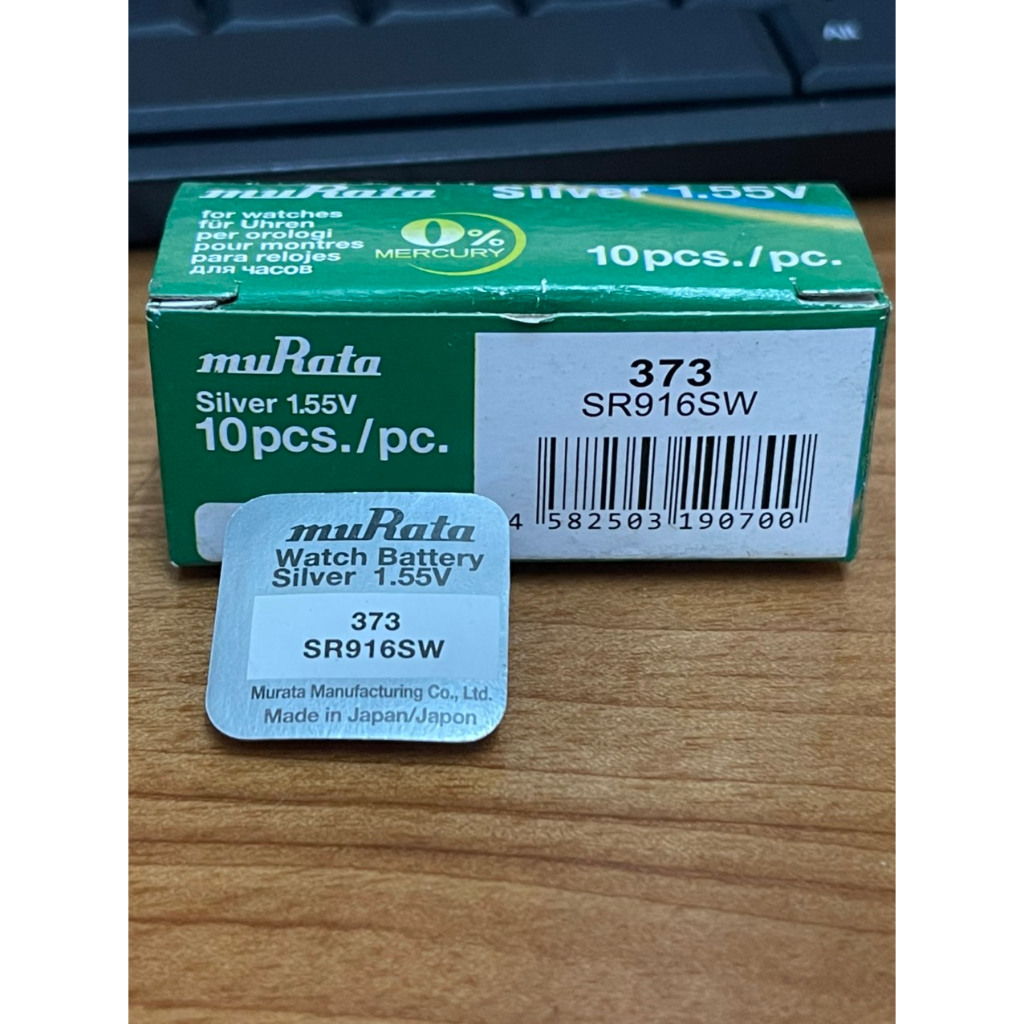 Alt
muRata Silver 1.55V
for watches
für Uhren
per orologi
pour montres
para relojes
для часов
0%
MERCURY
10pcs./pc.
muRata
Silver 1.55V
10pcs./pc.
373
SR916SW
4 582503 190700
muRata
Watch Battery
Silver 1.55V
373
SR916SW
Murata Manufacturing Co., Ltd.
Made in Japan/Japon